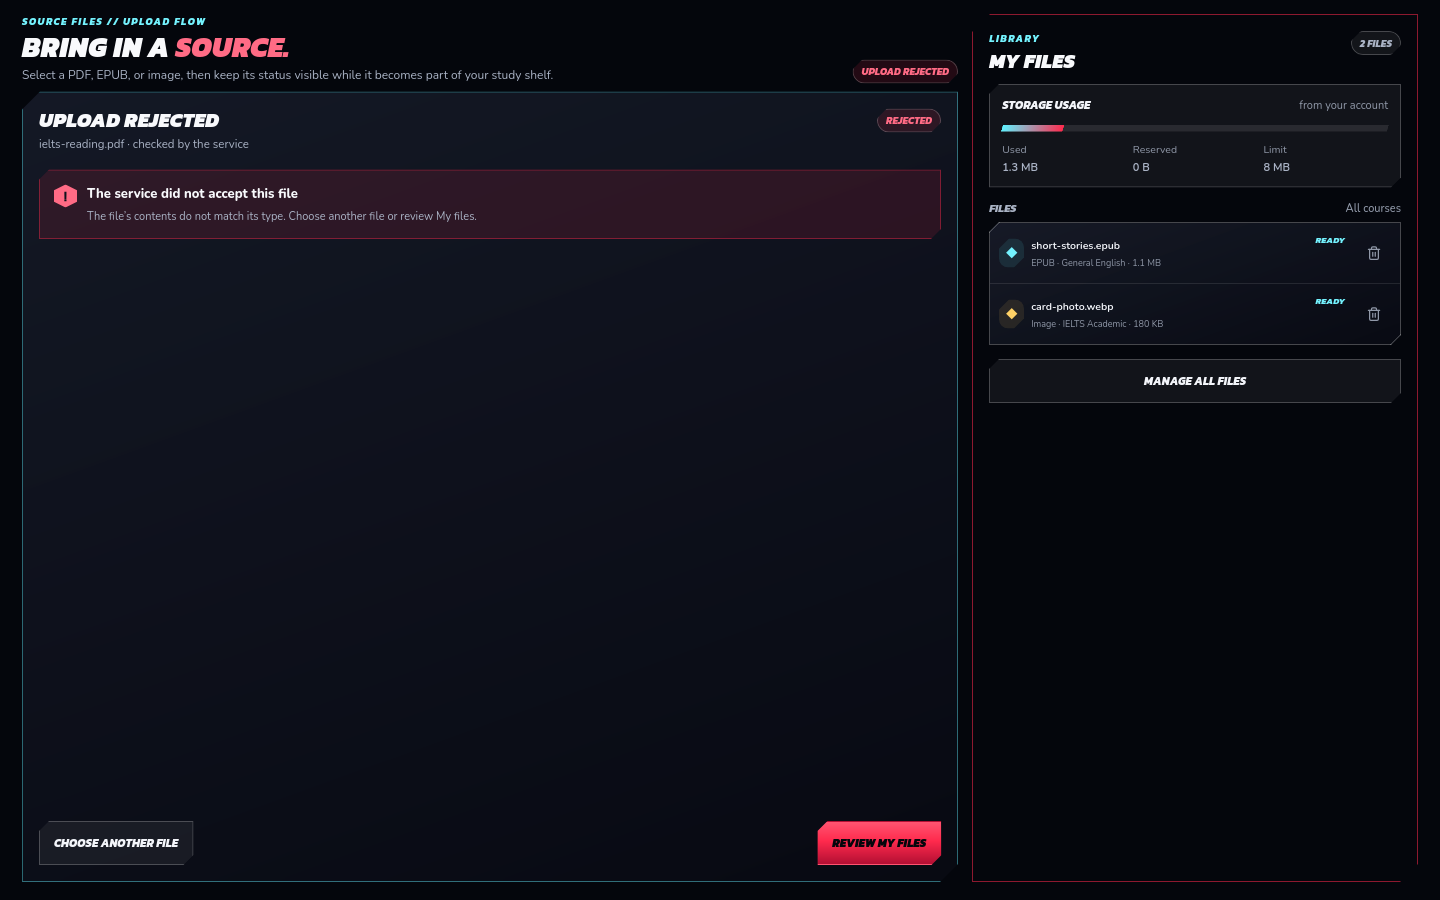 SOURCE FILES // UPLOAD FLOW
BRING IN A SOURCE.
Select a PDF, EPUB, or image, then keep its status visible while it becomes part of your study shelf.
UPLOAD REJECTED
UPLOAD REJECTED
REJECTED
ielts-reading.pdf · checked by the service
!
The service did not accept this file
The file's contents do not match its type. Choose another file or review My files.
CHOOSE ANOTHER FILE
REVIEW MY FILES
LIBRARY
MY FILES
2 FILES
STORAGE USAGE
from your account
Used
Reserved
Limit
1.3 MB
0 B
8 MB
FILES
All courses
short-stories.epub
READY
EPUB · General English · 1.1 MB
card-photo.webp
READY
Image · IELTS Academic · 180 KB
MANAGE ALL FILES